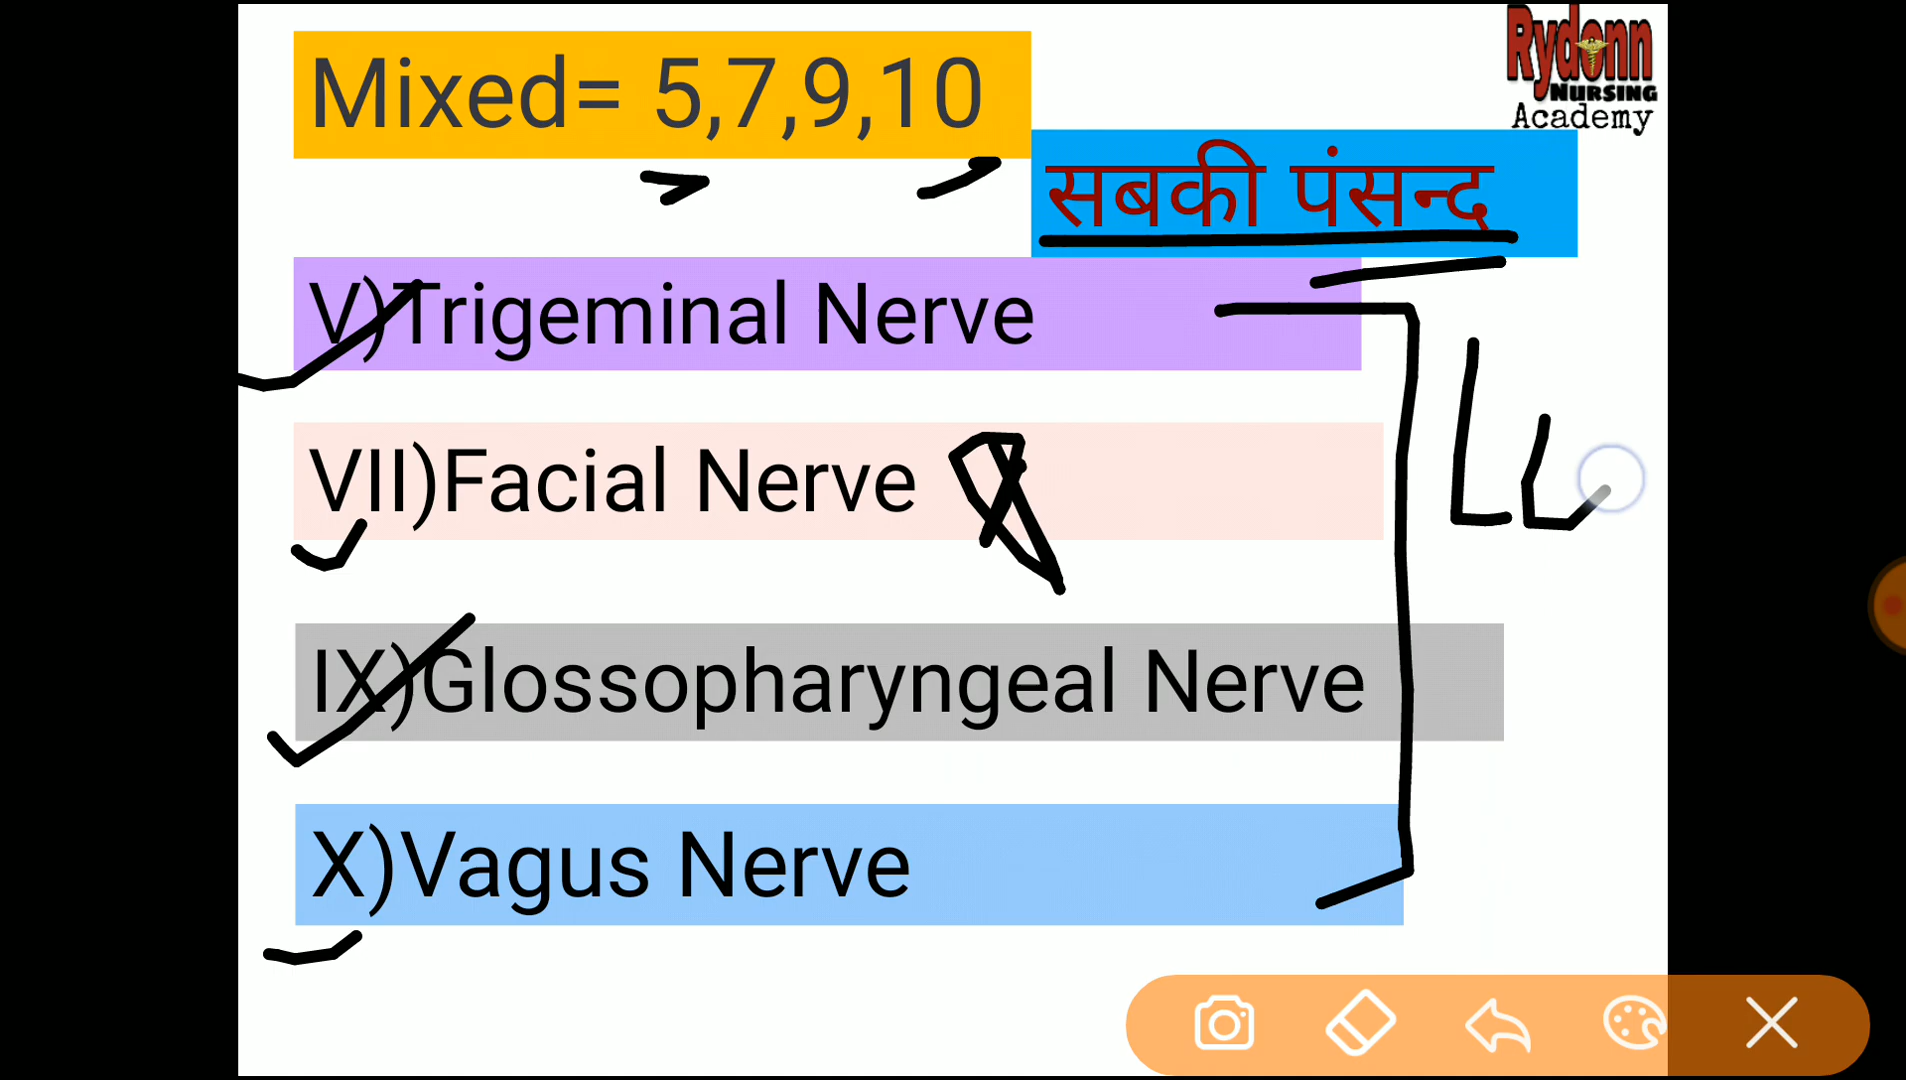 Rydonn
NURSING
Academy
Mixed= 5,7,9,10
सबकी पंसन्द
V)Trigeminal Nerve
VII)Facial Nerve
IX)Glossopharyngeal Nerve
X)Vagus Nerve